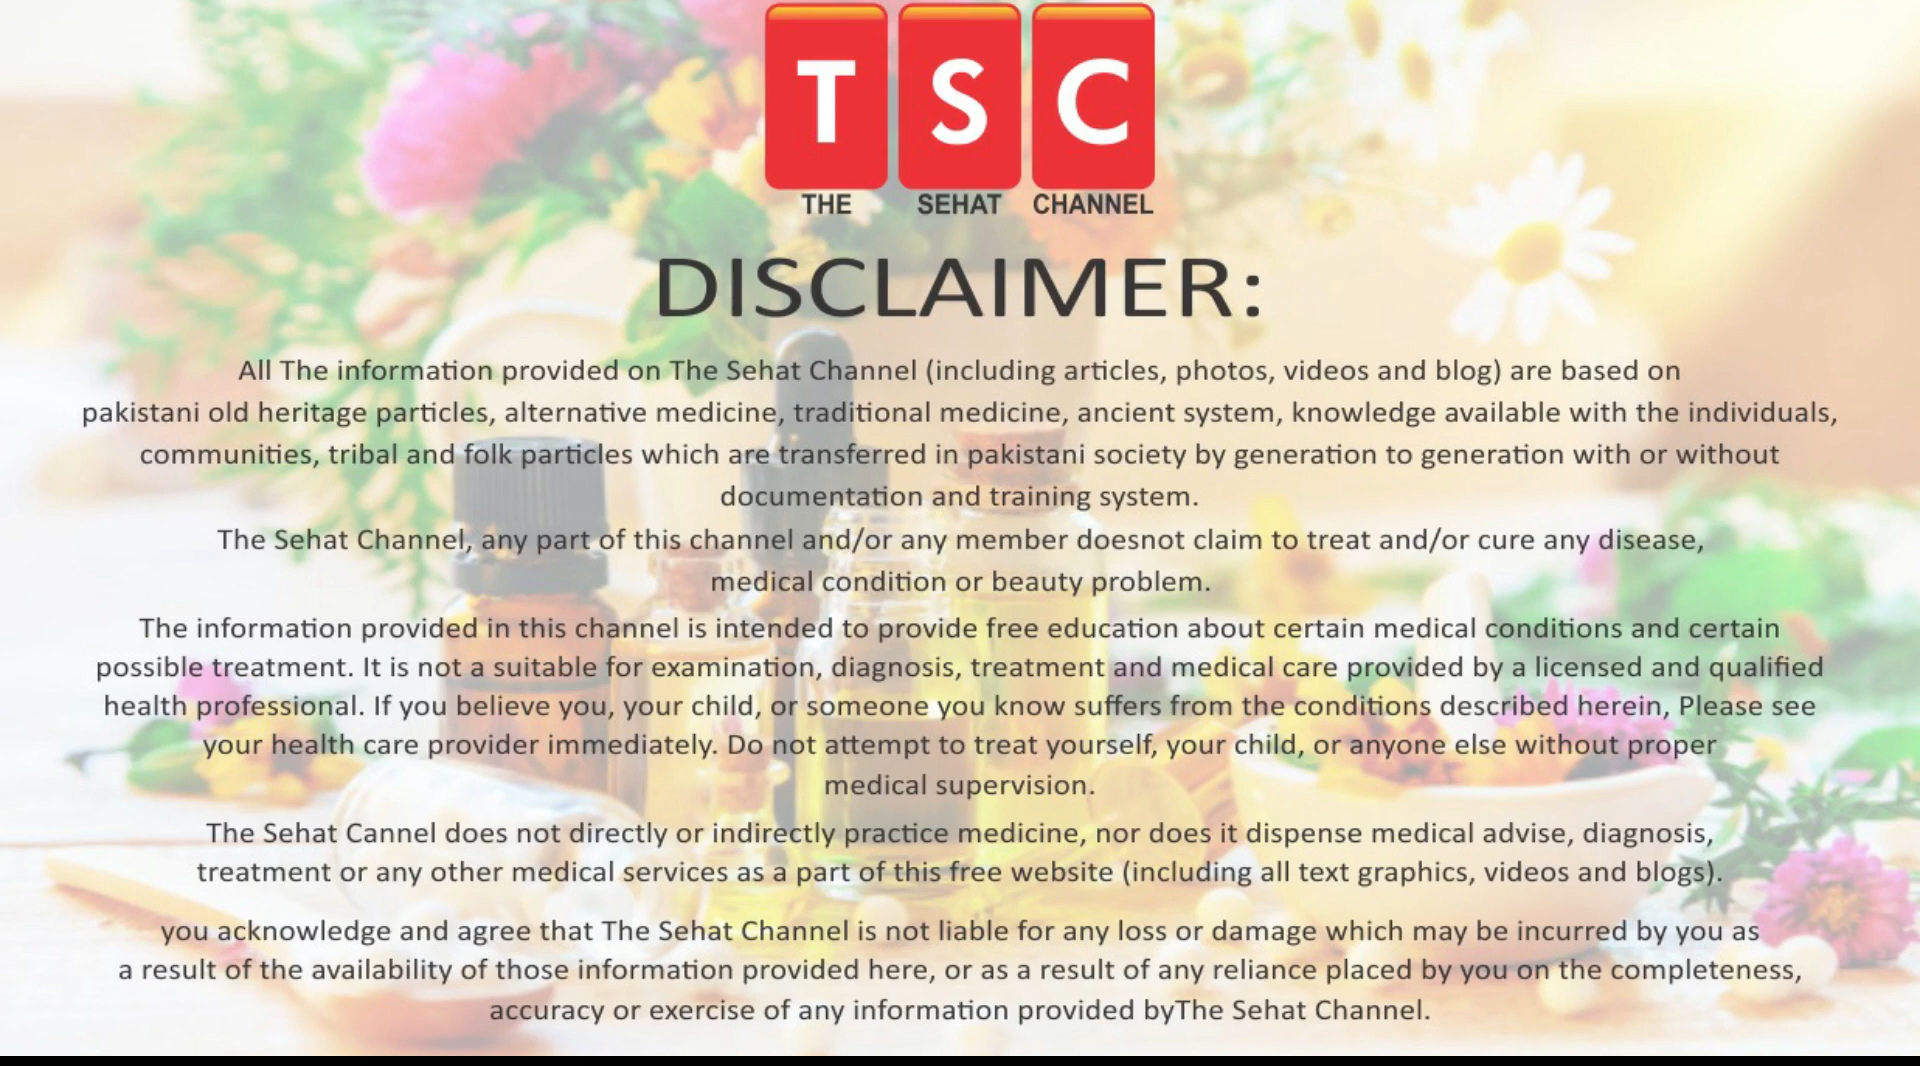 T S C
THE SEHAT CHANNEL
DISCLAIMER:
All The information provided on The Sehat Channel (including articles, photos, videos and blog) are based on
pakistani old heritage particles, alternative medicine, traditional medicine, ancient system, knowledge available with the individuals,
communities, tribal and folk particles which are transferred in pakistani society by generation to generation with or without
documentation and training system.
The Sehat Channel, any part of this channel and/or any member doesnot claim to treat and/or cure any disease,
medical condition or beauty problem.
The information provided in this channel is intended to provide free education about certain medical conditions and certain
possible treatment. It is not a suitable for examination, diagnosis, treatment and medical care provided by a licensed and qualified
health professional. If you believe you, your child, or someone you know suffers from the conditions described herein, Please see
your health care provider immediately. Do not attempt to treat yourself, your child, or anyone else without proper
medical supervision.
The Sehat Cannel does not directly or indirectly practice medicine, nor does it dispense medical advise, diagnosis,
treatment or any other medical services as a part of this free website (including all text graphics, videos and blogs).
you acknowledge and agree that The Sehat Channel is not liable for any loss or damage which may be incurred by you as
a result of the availability of those information provided here, or as a result of any reliance placed by you on the completeness,
accuracy or exercise of any information provided byThe Sehat Channel.